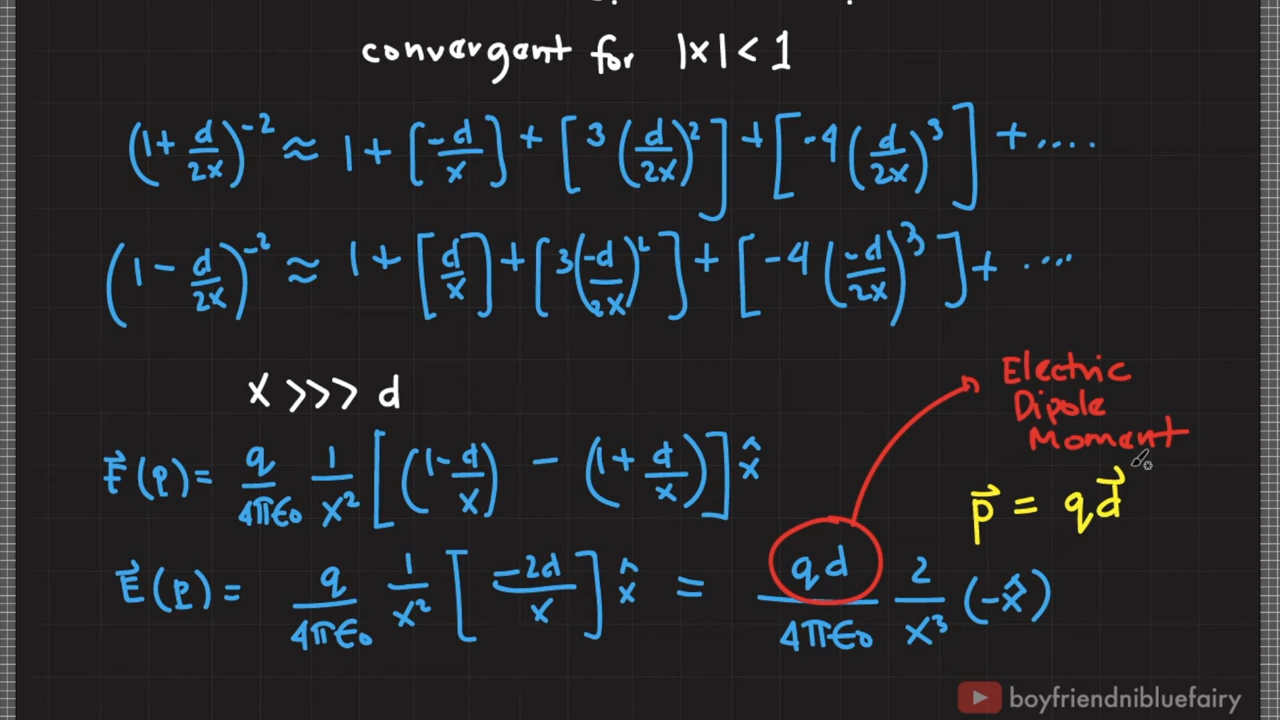 convergent for |x| < 1
(1 + d/2x)^-2 ≈ 1 + [-d/x] + [3(d/2x)^2] + [-4(d/2x)^3] + ....
(1 - d/2x)^-2 ≈ 1 + [d/x] + [3(-d/2x)^2] + [-4(-d/2x)^3] + ....
x >>> d
Electric
Dipole
Moment
E⃗(p) = q/4πϵ₀ 1/x² [(1 - d/x) - (1 + d/x)] x̂
p⃗ = qd⃗
E⃗(p) = q/4πϵ₀ 1/x² [-2d/x] x̂ = qd/4πϵ₀ 2/x³ (-x̂)
boyfriendnibluefairy